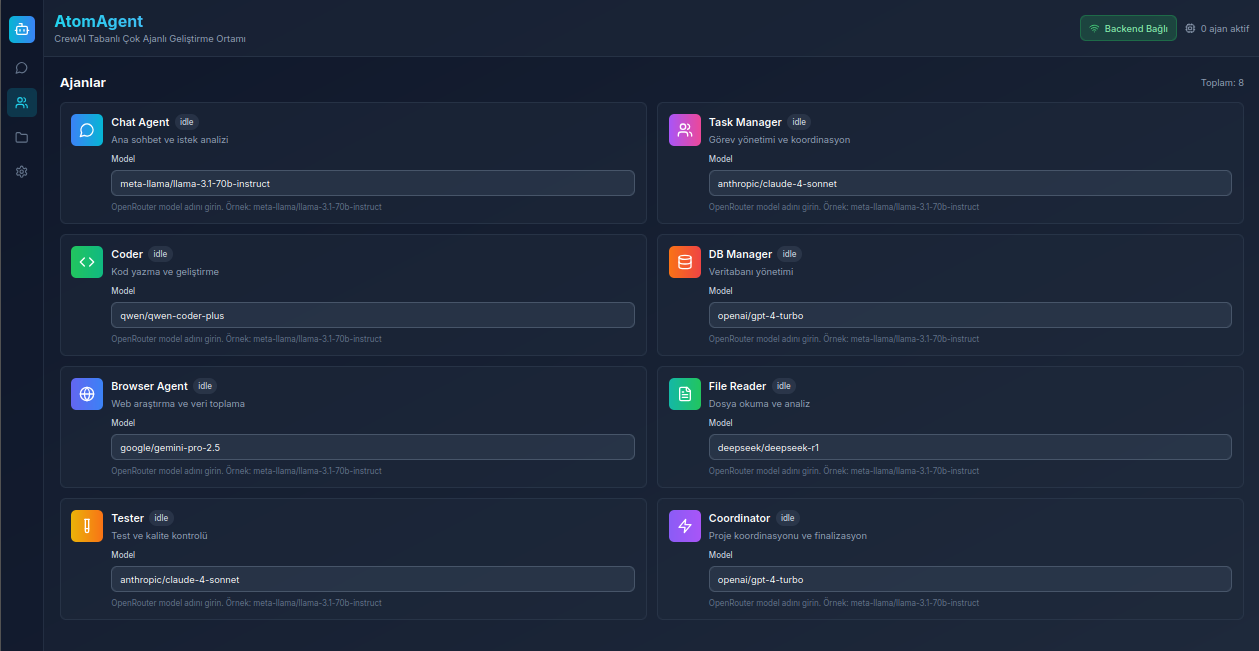 AtomAgent
CrewAI Tabanlı Çok Ajanlı Geliştirme Ortamı
Backend Bağlı
0 ajan aktif
Ajanlar
Toplam: 8
Chat Agent idle
Ana sohbet ve istek analizi
Model
meta-llama/llama-3.1-70b-instruct
OpenRouter model adını girin. Örnek: meta-llama/llama-3.1-70b-instruct
Task Manager idle
Görev yönetimi ve koordinasyon
Model
anthropic/claude-4-sonnet
OpenRouter model adını girin. Örnek: meta-llama/llama-3.1-70b-instruct
Coder idle
Kod yazma ve geliştirme
Model
qwen/qwen-coder-plus
OpenRouter model adını girin. Örnek: meta-llama/llama-3.1-70b-instruct
DB Manager idle
Veritabanı yönetimi
Model
openai/gpt-4-turbo
OpenRouter model adını girin. Örnek: meta-llama/llama-3.1-70b-instruct
Browser Agent idle
Web araştırma ve veri toplama
Model
google/gemini-pro-2.5
OpenRouter model adını girin. Örnek: meta-llama/llama-3.1-70b-instruct
File Reader idle
Dosya okuma ve analiz
Model
deepseek/deepseek-r1
OpenRouter model adını girin. Örnek: meta-llama/llama-3.1-70b-instruct
Tester idle
Test ve kalite kontrolü
Model
anthropic/claude-4-sonnet
OpenRouter model adını girin. Örnek: meta-llama/llama-3.1-70b-instruct
Coordinator idle
Proje koordinasyonu ve finalizasyon
Model
openai/gpt-4-turbo
OpenRouter model adını girin. Örnek: meta-llama/llama-3.1-70b-instruct